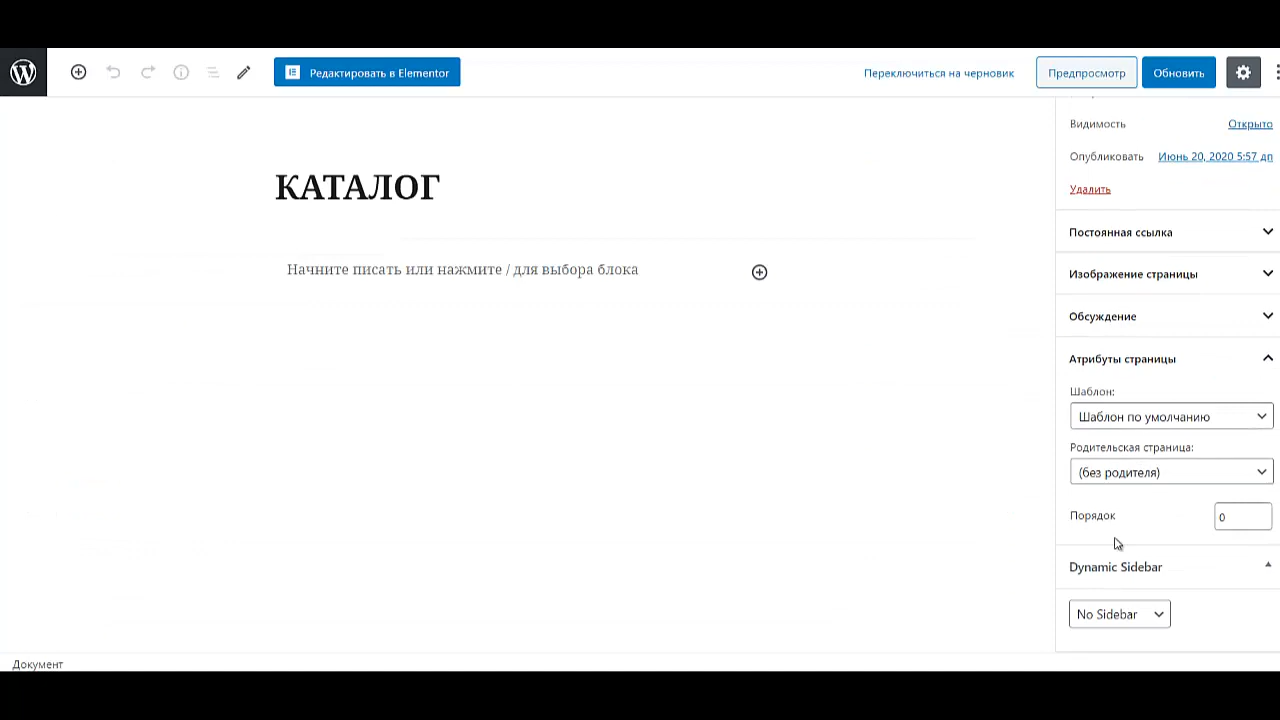 Редактировать в Elementor
Переключиться на черновик
Предпросмотр
Обновить
Видимость
Открыто
Опубликовать
Июнь 20, 2020 5:57 дп
Удалить
КАТАЛОГ
Начните писать или нажмите / для выбора блока
Постоянная ссылка
Изображение страницы
Обсуждение
Атрибуты страницы
Шаблон:
Шаблон по умолчанию
Родительская страница:
(без родителя)
Порядок
0
Dynamic Sidebar
No Sidebar
Документ